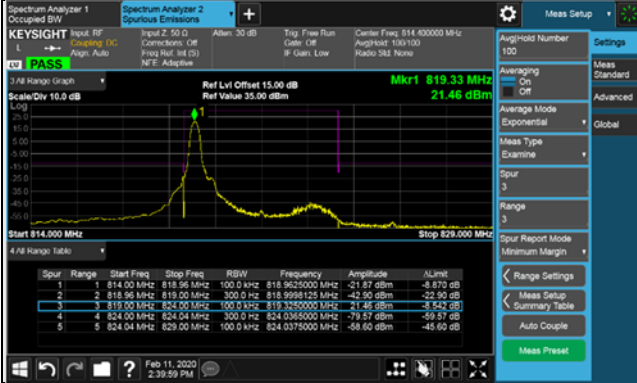 Spectrum Analyzer 1
Occupied BW
Spectrum Analyzer 2
Spurious Emissions
Meas Setup
KEYSIGHT
L
Input: RF
Coupling: DC
Align: Auto
Input Z: 50 Ω
Corrections: Off
Freq Ref: Int (S)
NFE: Adaptive
Atten: 30 dB
Trig: Free Run
Gate: Off
IF Gain: Low
Center Freq: 814.400000 MHz
Avg|Hold: 100/100
Radio Std: None
PASS
3 All Range Graph
Scale/Div 10.0 dB
Ref Lvl Offset 15.00 dB
Ref Value 35.00 dBm
Mkr1 819.33 MHz
21.46 dBm
Log
25.0
15.0
5.00
-5.00
-15.0
-25.0
-35.0
-45.0
-55.0
1
Start 814.000 MHz
Stop 829.000 MHz
4 All Range Table
Spur Range Start Freq Stop Freq RBW Frequency Amplitude ΔLimit
1 1 814.00 MHz 818.96 MHz 100.0 kHz 818.9625000 MHz -21.87 dBm -8.870 dB
2 2 818.96 MHz 819.00 MHz 300.0 Hz 818.9998125 MHz -42.90 dBm -22.90 dB
3 3 819.00 MHz 824.00 MHz 100.0 kHz 819.3250000 MHz 21.46 dBm -8.542 dB
4 4 824.00 MHz 824.04 MHz 300.0 Hz 824.0365000 MHz -79.57 dBm -59.57 dB
5 5 824.04 MHz 829.00 MHz 100.0 kHz 824.0375000 MHz -58.60 dBm -45.60 dB
Feb 11, 2020
2:39:59 PM
Avg|Hold Number
100
Averaging
On
Off
Average Mode
Exponential
Meas Type
Examine
Spur
3
Range
3
Spur Report Mode
Minimum Margin
Range Settings
Meas Setup
Summary Table
Auto Couple
Meas Preset
Settings
Meas
Standard
Advanced
Global